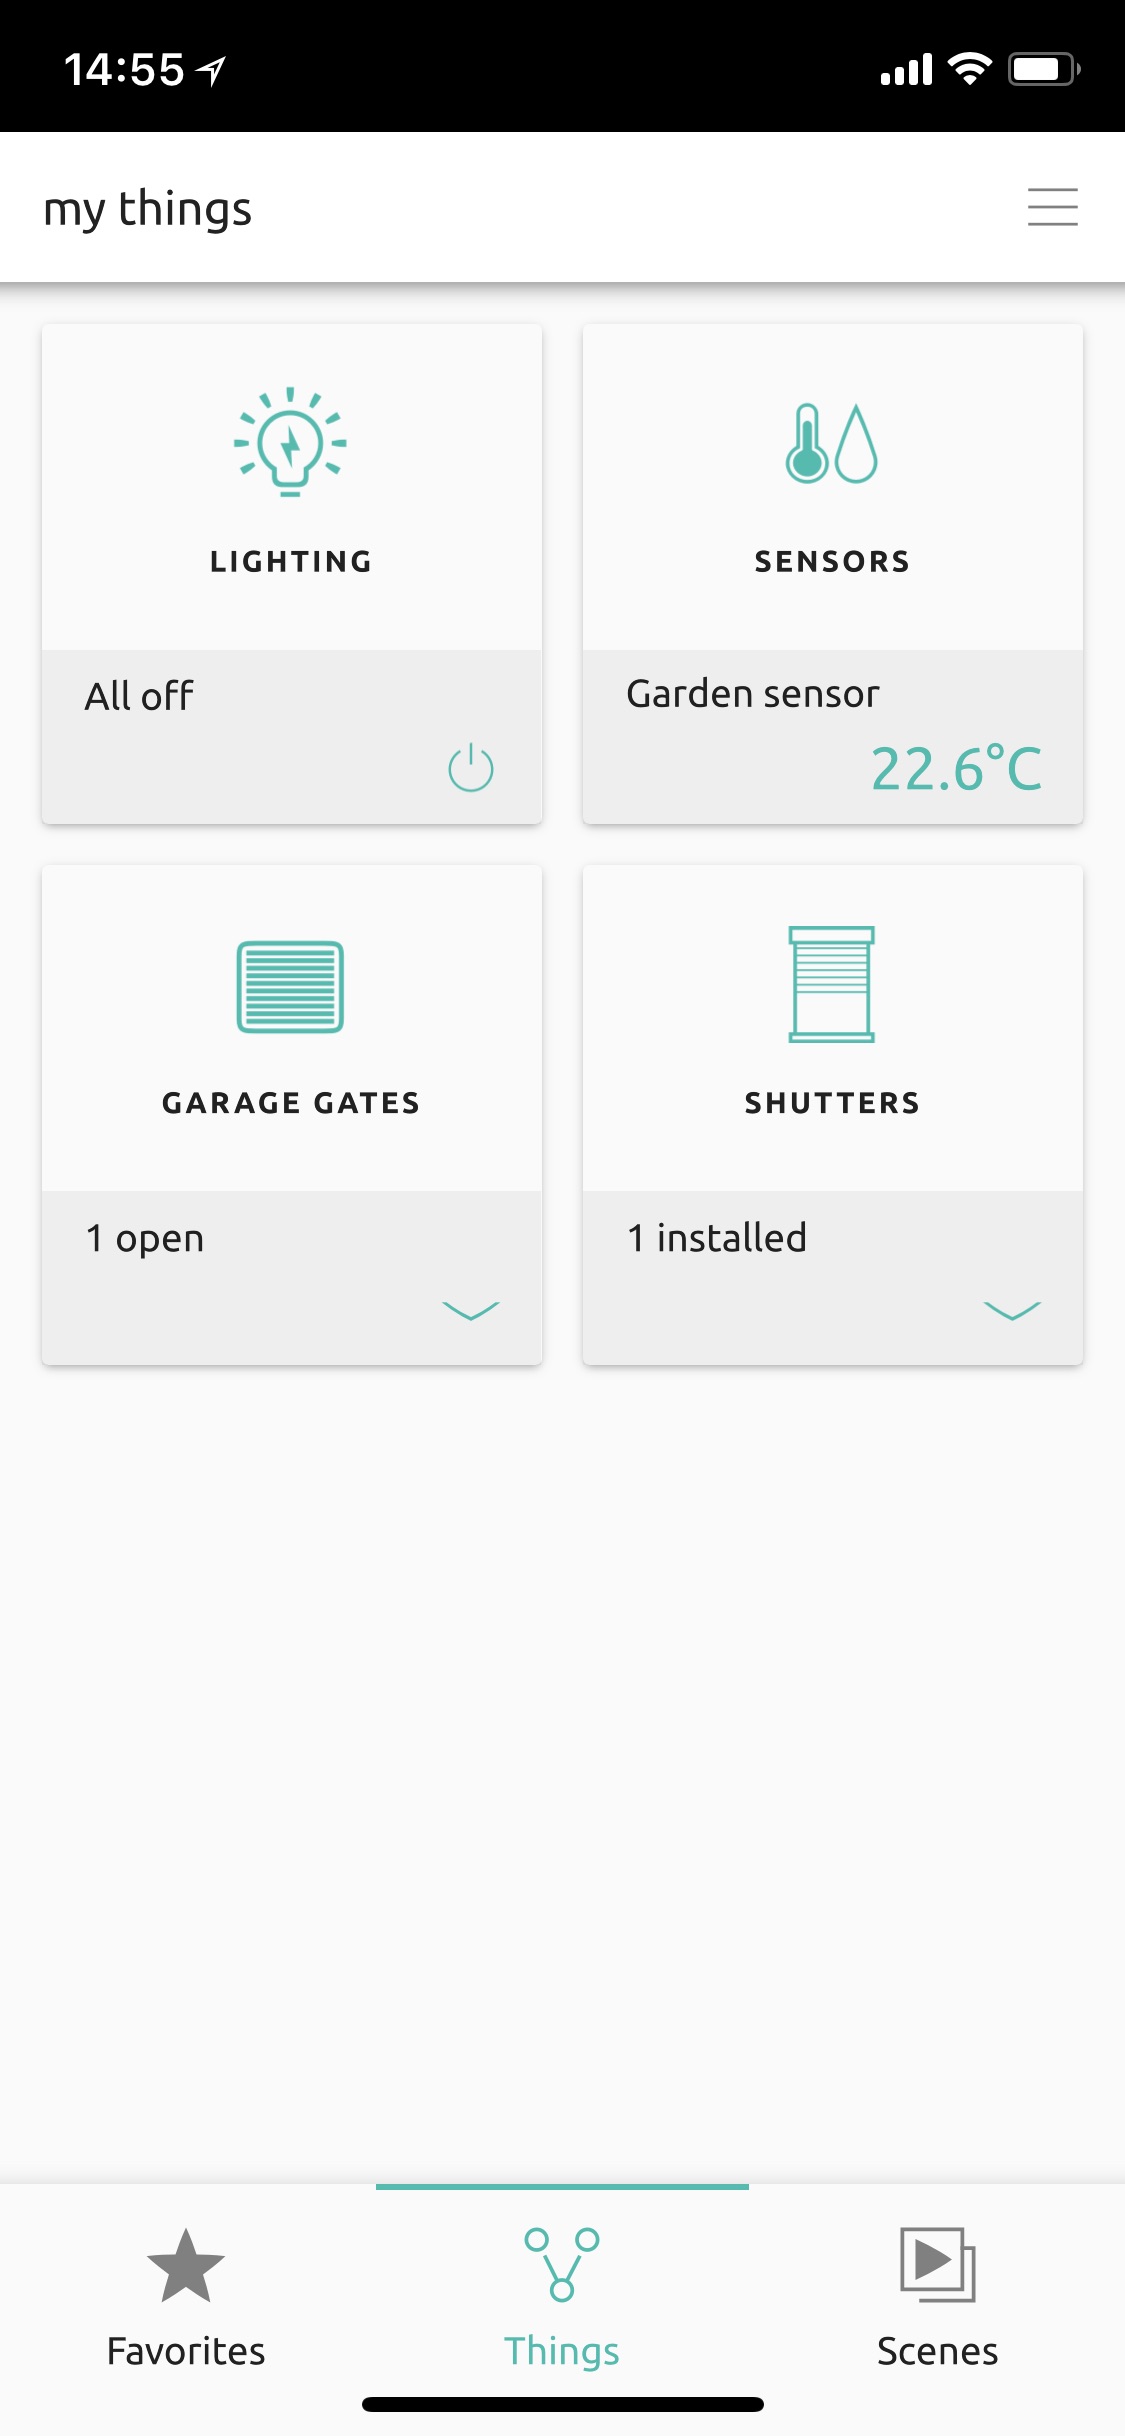 14:55
my things
LIGHTING
SENSORS
All off
Garden sensor
22.6°C
GARAGE GATES
SHUTTERS
1 open
1 installed
Favorites
Things
Scenes